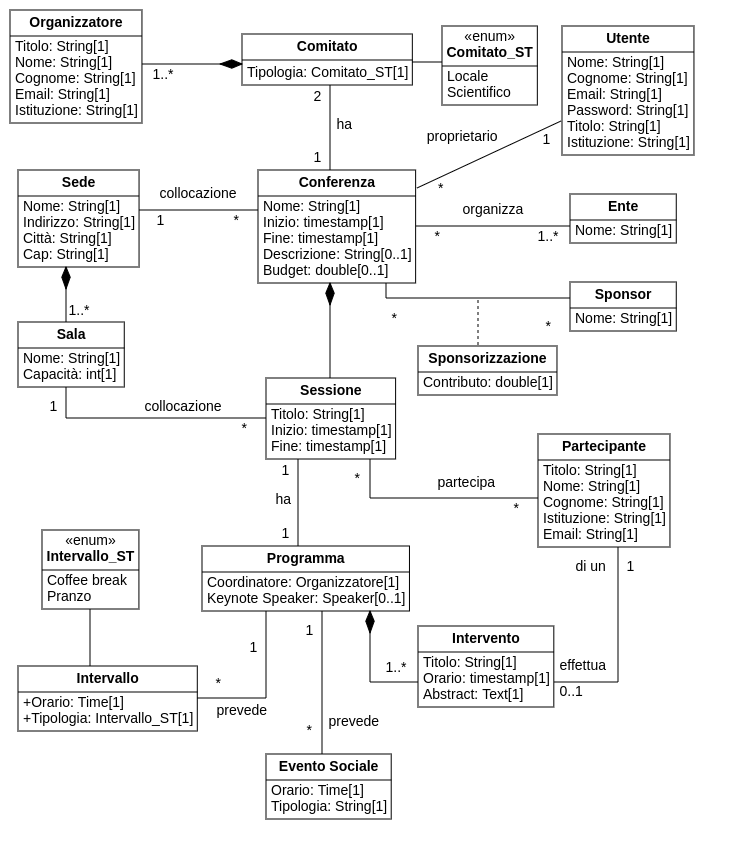 Organizzatore
Titolo: String[1]
Nome: String[1]
Cognome: String[1]
Email: String[1]
Istituzione: String[1]
1..*
Comitato
Tipologia: Comitato_ST[1]
«enum»
Comitato_ST
Locale
Scientifico
Utente
Nome: String[1]
Cognome: String[1]
Email: String[1]
Password: String[1]
Titolo: String[1]
Istituzione: String[1]
2
ha
1
proprietario
1
*
Sede
Nome: String[1]
Indirizzo: String[1]
Città: String[1]
Cap: String[1]
collocazione
1
*
Conferenza
Nome: String[1]
Inizio: timestamp[1]
Fine: timestamp[1]
Descrizione: String[0..1]
Budget: double[0..1]
organizza
*
1..*
Ente
Nome: String[1]
Sponsor
Nome: String[1]
*
*
Sponsorizzazione
Contributo: double[1]
1..*
Sala
Nome: String[1]
Capacità: int[1]
1
collocazione
*
Sessione
Titolo: String[1]
Inizio: timestamp[1]
Fine: timestamp[1]
1
ha
1
*
partecipa
*
Partecipante
Titolo: String[1]
Nome: String[1]
Cognome: String[1]
Istituzione: String[1]
Email: String[1]
«enum»
Intervallo_ST
Coffee break
Pranzo
Programma
Coordinatore: Organizzatore[1]
Keynote Speaker: Speaker[0..1]
di un
1
1
1
1..*
Intervento
Titolo: String[1]
Orario: timestamp[1]
Abstract: Text[1]
effettua
0..1
Intervallo
+Orario: Time[1]
+Tipologia: Intervallo_ST[1]
*
prevede
prevede
*
Evento Sociale
Orario: Time[1]
Tipologia: String[1]